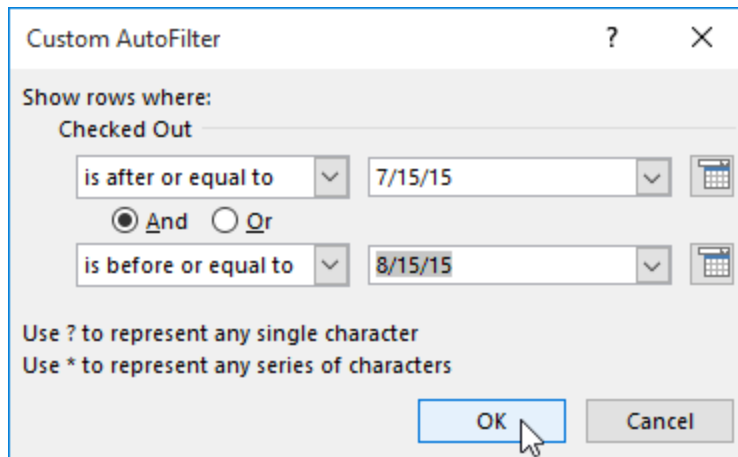 Custom AutoFilter ?
Show rows where:
Checked Out
is after or equal to 7/15/15
And Or
is before or equal to 8/15/15
Use ? to represent any single character
Use * to represent any series of characters
OK Cancel